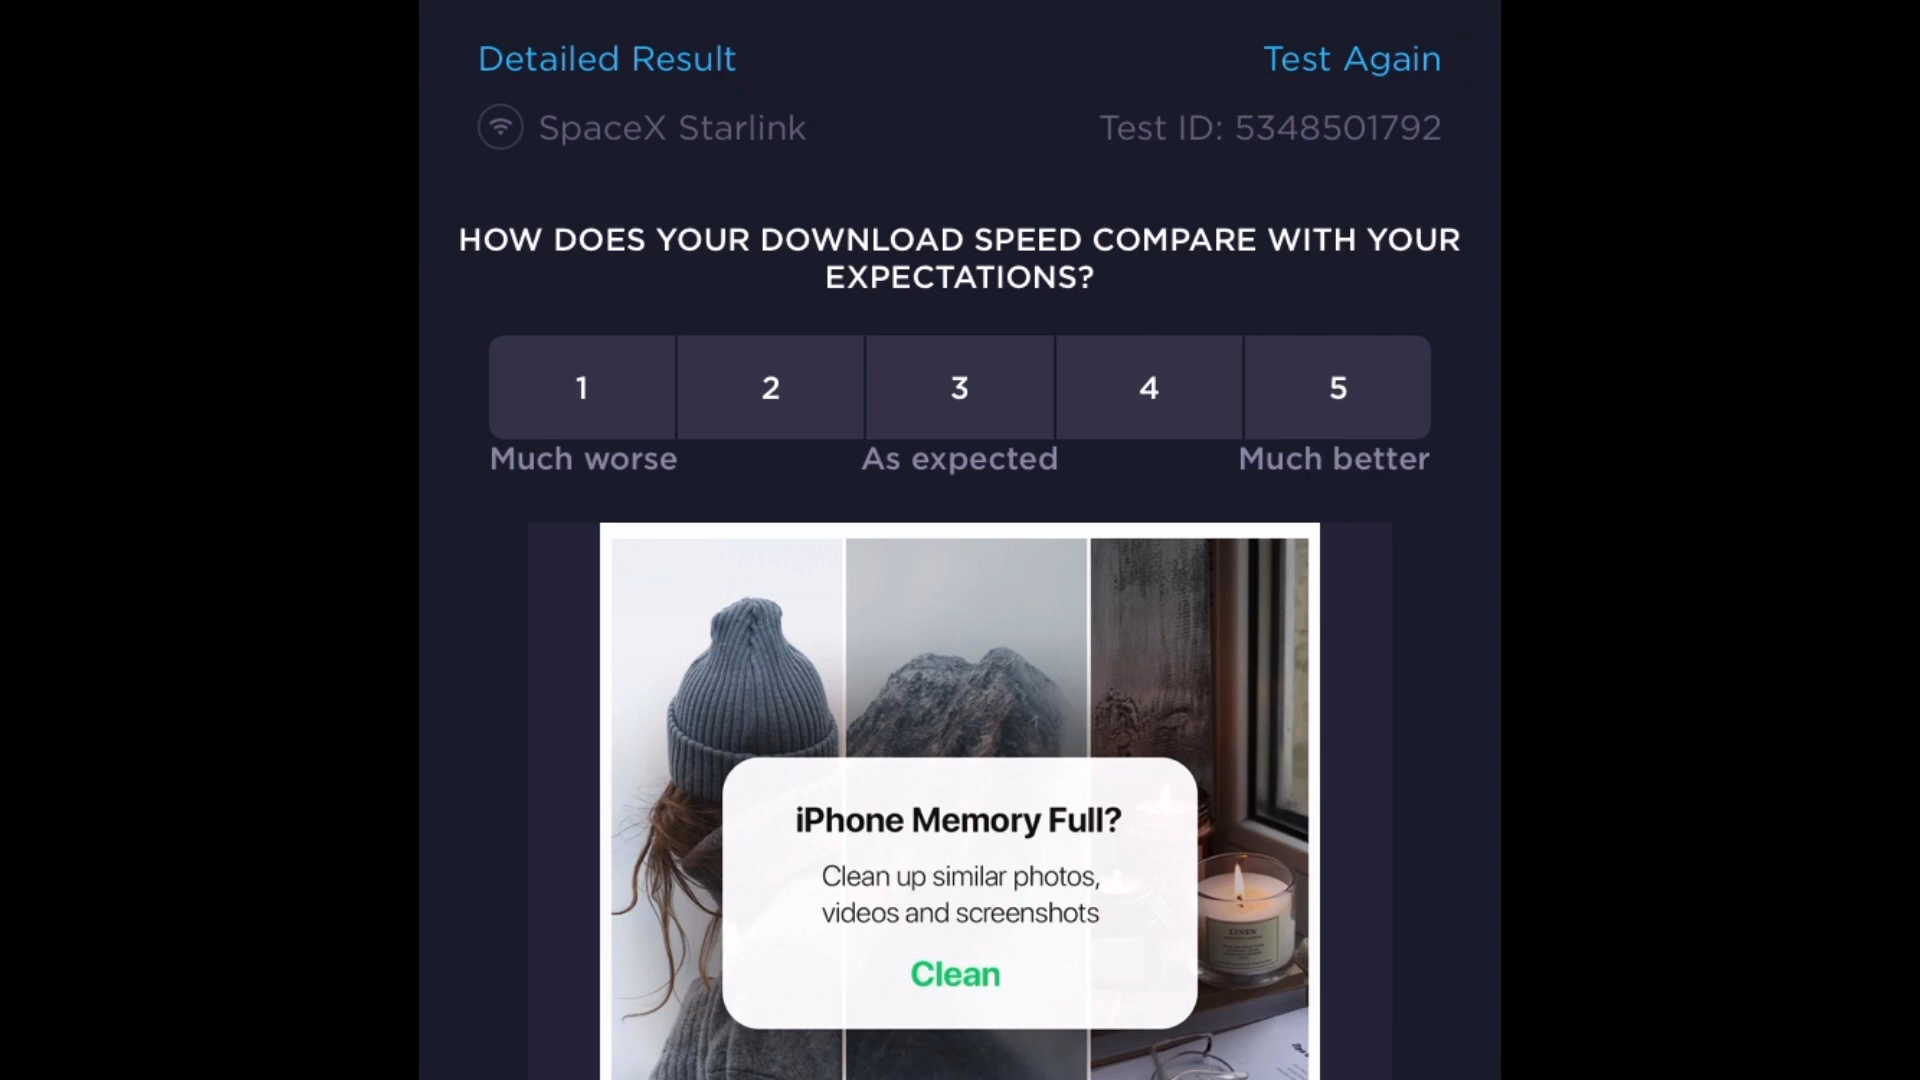 Detailed Result
Test Again
SpaceX Starlink
Test ID: 5348501792
HOW DOES YOUR DOWNLOAD SPEED COMPARE WITH YOUR
EXPECTATIONS?
1 2 3 4 5
Much worse As expected Much better
iPhone Memory Full?
Clean up similar photos,
videos and screenshots
Clean
LINEN